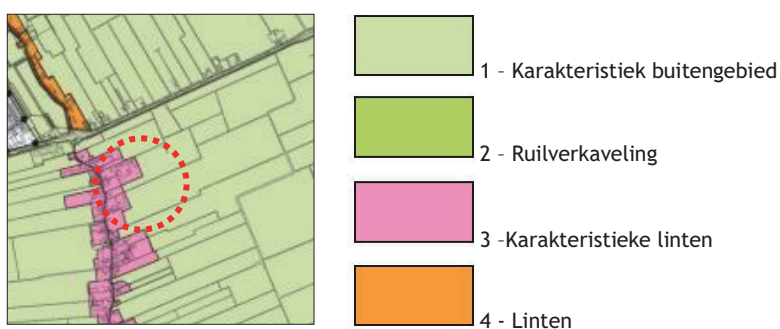 1 – Karakteristiek buitengebied
2 – Ruilverkaveling
3 –Karakteristieke linten
4 - Linten